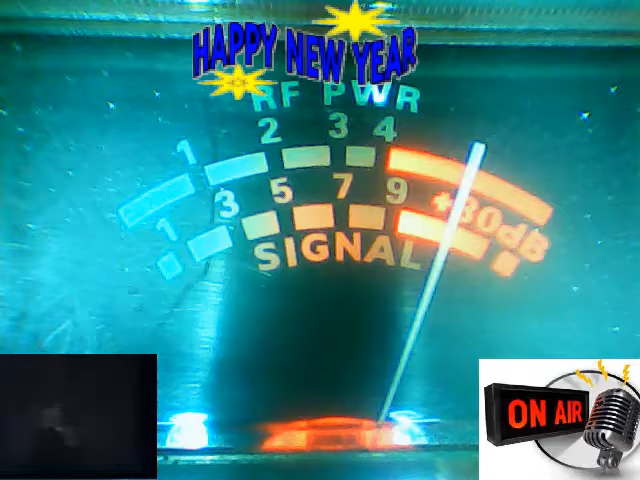 HAPPY NEW YEAR
RF PWR
1 2 3 4
1 3 5 7 9 +30dB
SIGNAL
ON AIR